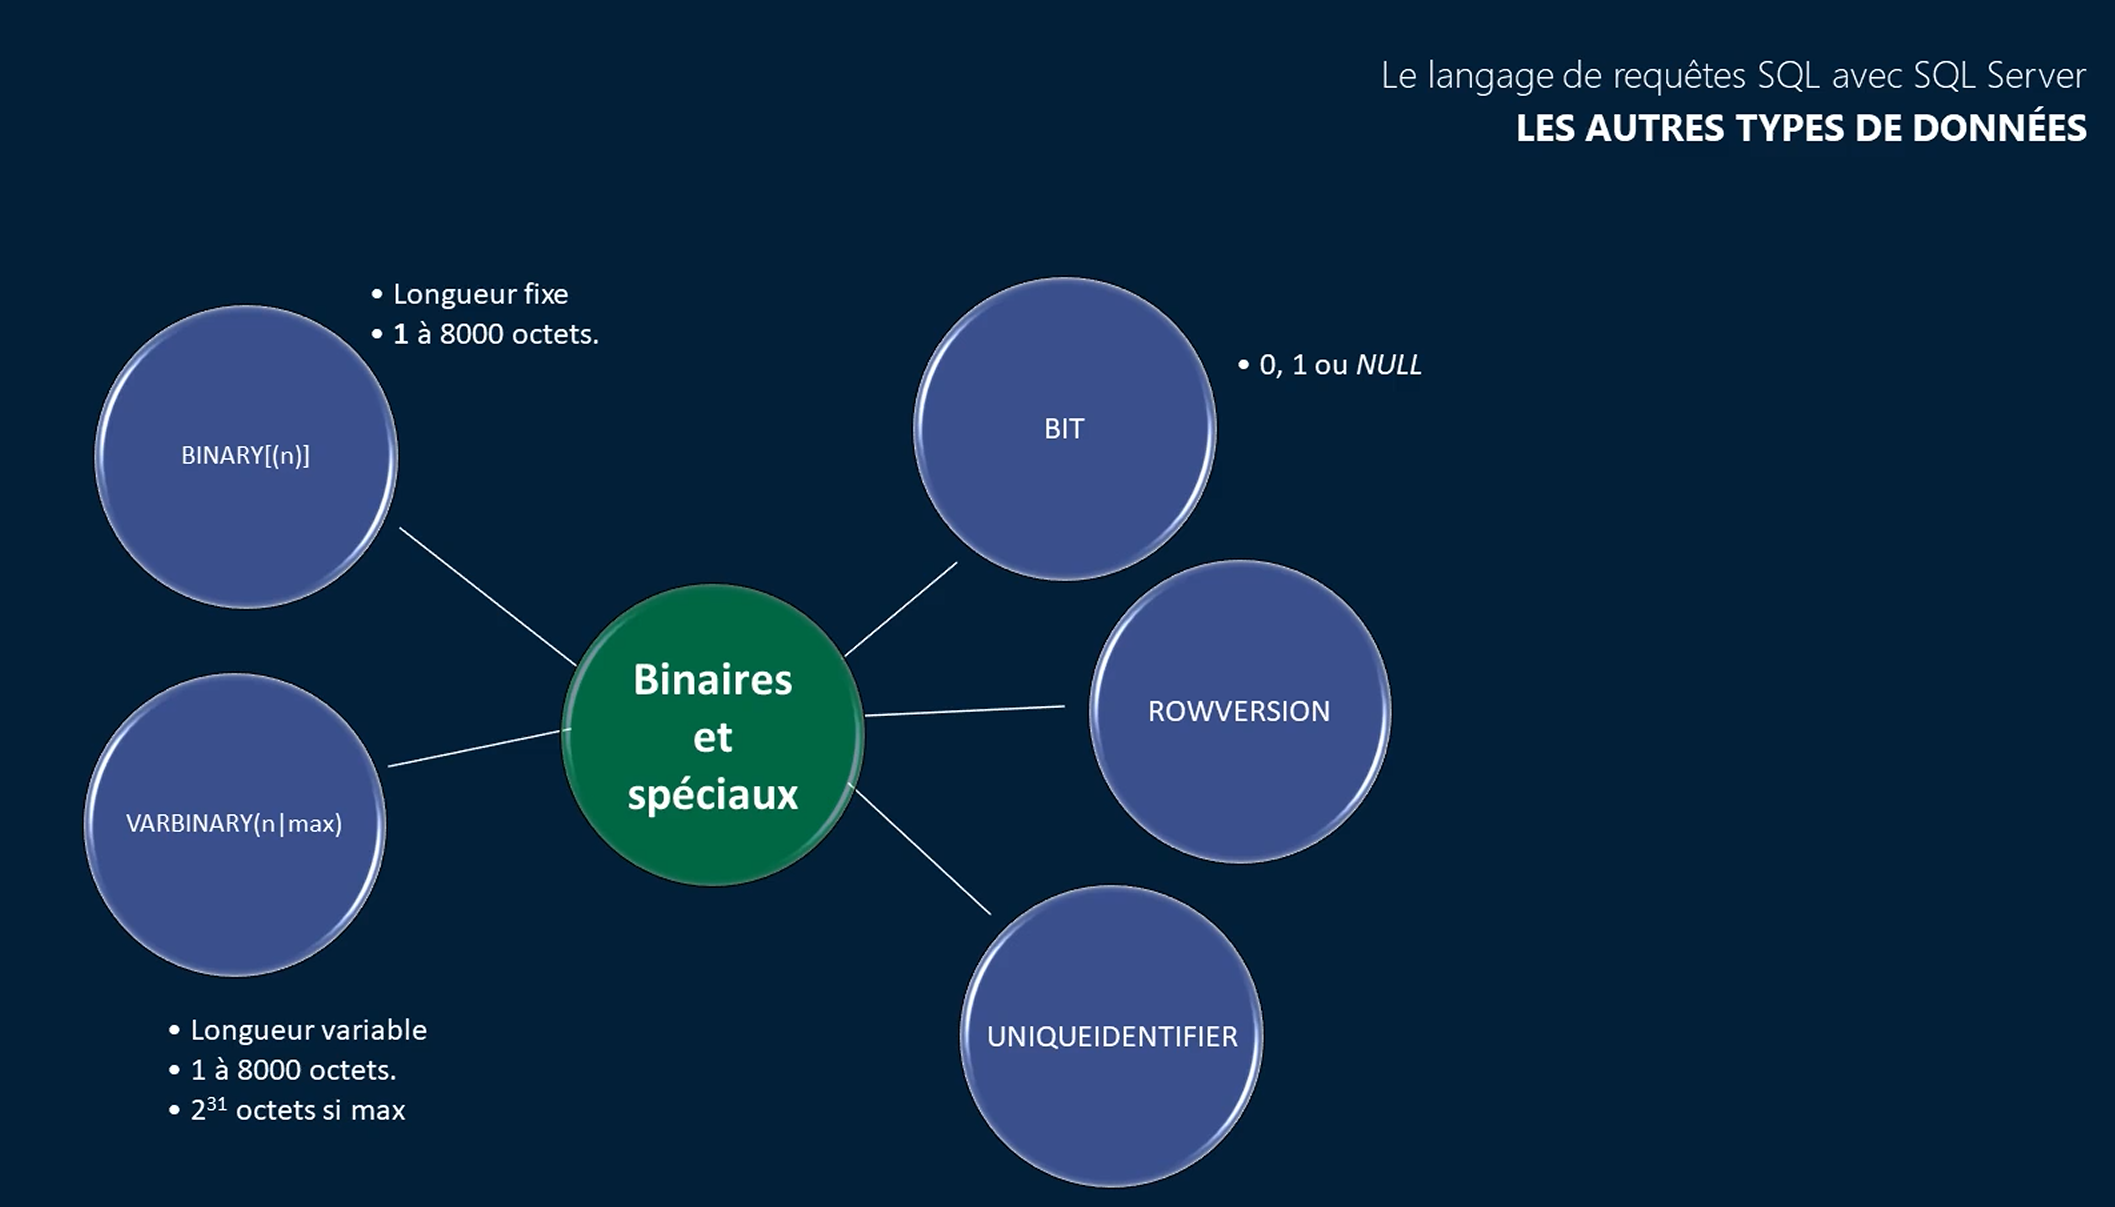 Le langage de requêtes SQL avec SQL Server
LES AUTRES TYPES DE DONNÉES
• Longueur fixe
• 1 à 8000 octets.
BINARY[(n)]
• 0, 1 ou NULL
BIT
Binaires
et
spéciaux
ROWVERSION
VARBINARY(n|max)
• Longueur variable
• 1 à 8000 octets.
• 2³¹ octets si max
UNIQUEIDENTIFIER